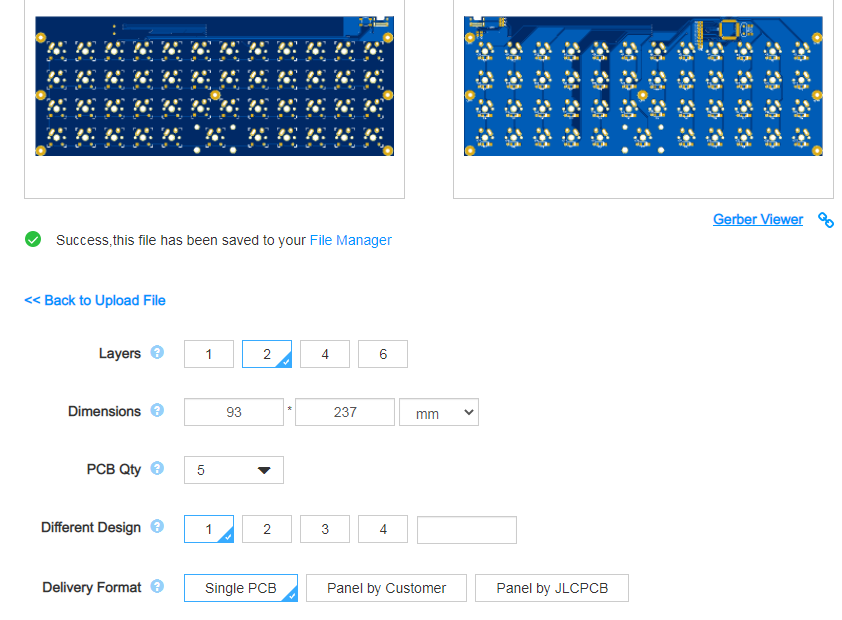 Gerber Viewer
Success,this file has been saved to your File Manager
<< Back to Upload File
Layers ? 1 2 4 6
Dimensions ? 93 * 237 mm
PCB Qty ? 5
Different Design ? 1 2 3 4
Delivery Format ? Single PCB Panel by Customer Panel by JLCPCB